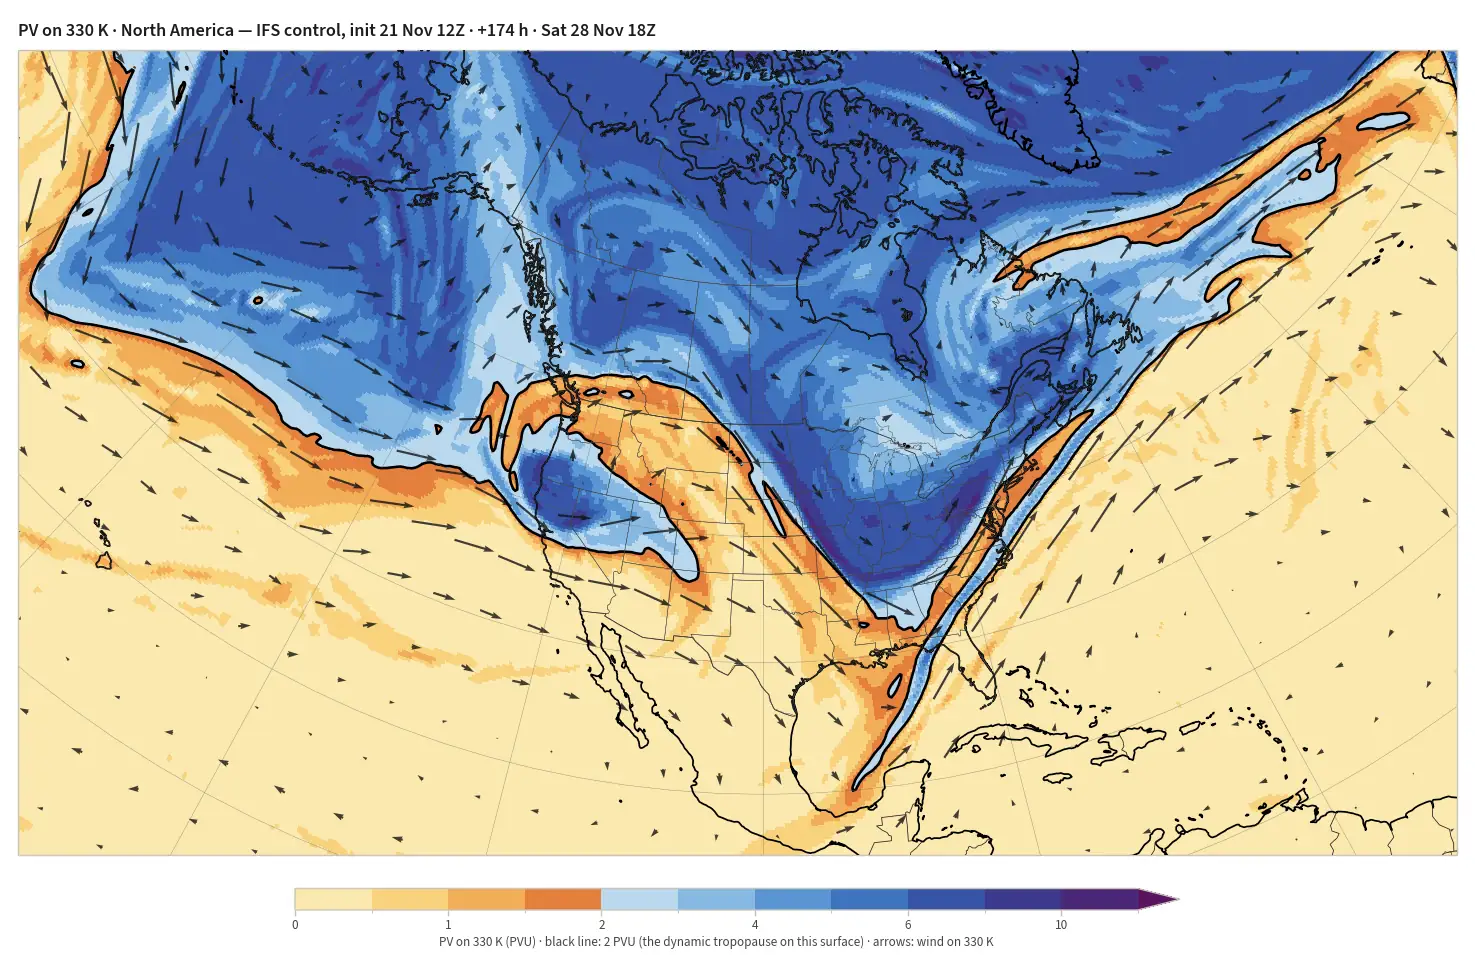 PV on 330 K · North America — IFS control, init 21 Nov 12Z · +174 h · Sat 28 Nov 18Z
0 1 2 4 6 10
PV on 330 K (PVU) · black line: 2 PVU (the dynamic tropopause on this surface) · arrows: wind on 330 K